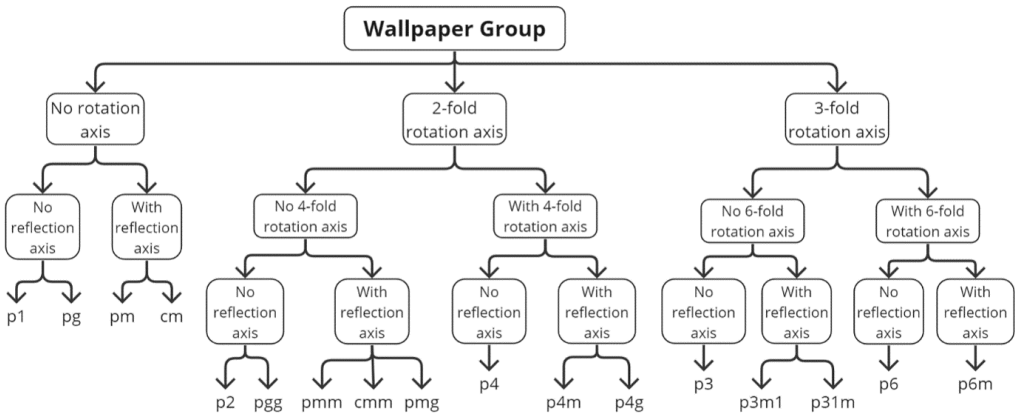 Wallpaper Group
No rotation
axis
2-fold
rotation axis
3-fold
rotation axis
No
reflection
axis
With
reflection
axis
No 4-fold
rotation axis
With 4-fold
rotation axis
No 6-fold
rotation axis
With 6-fold
rotation axis
p1
pg
pm
cm
No
reflection
axis
With
reflection
axis
No
reflection
axis
With
reflection
axis
No
reflection
axis
With
reflection
axis
No
reflection
axis
With
reflection
axis
p2
pgg
pmm
cmm
pmg
p4
p4m
p4g
p3
p3m1
p31m
p6
p6m